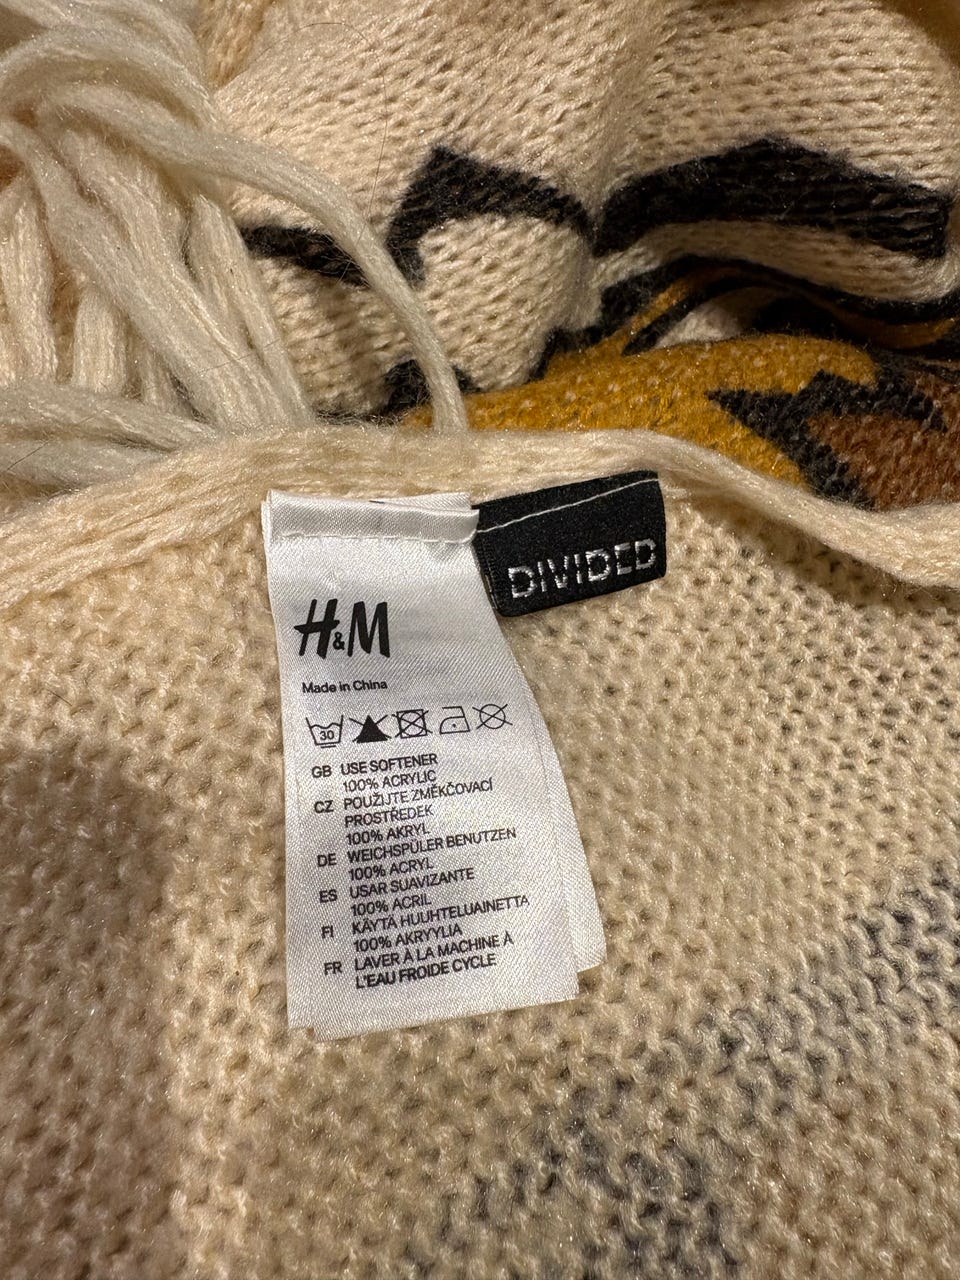 DIVIDED
H&M
Made in China
30
GB USE SOFTENER
100% ACRYLIC
CZ POUŽIJTE ZMĚKČOVACÍ
PROSTŘEDEK
100% AKRYL
DE WEICHSPÜLER BENUTZEN
100% ACRYL
ES USAR SUAVIZANTE
100% ACRIL
FI KÄYTÄ HUUHTELUAINETTA
100% AKRYYLIA
FR LAVER À LA MACHINE À
L'EAU FROIDE CYCLE